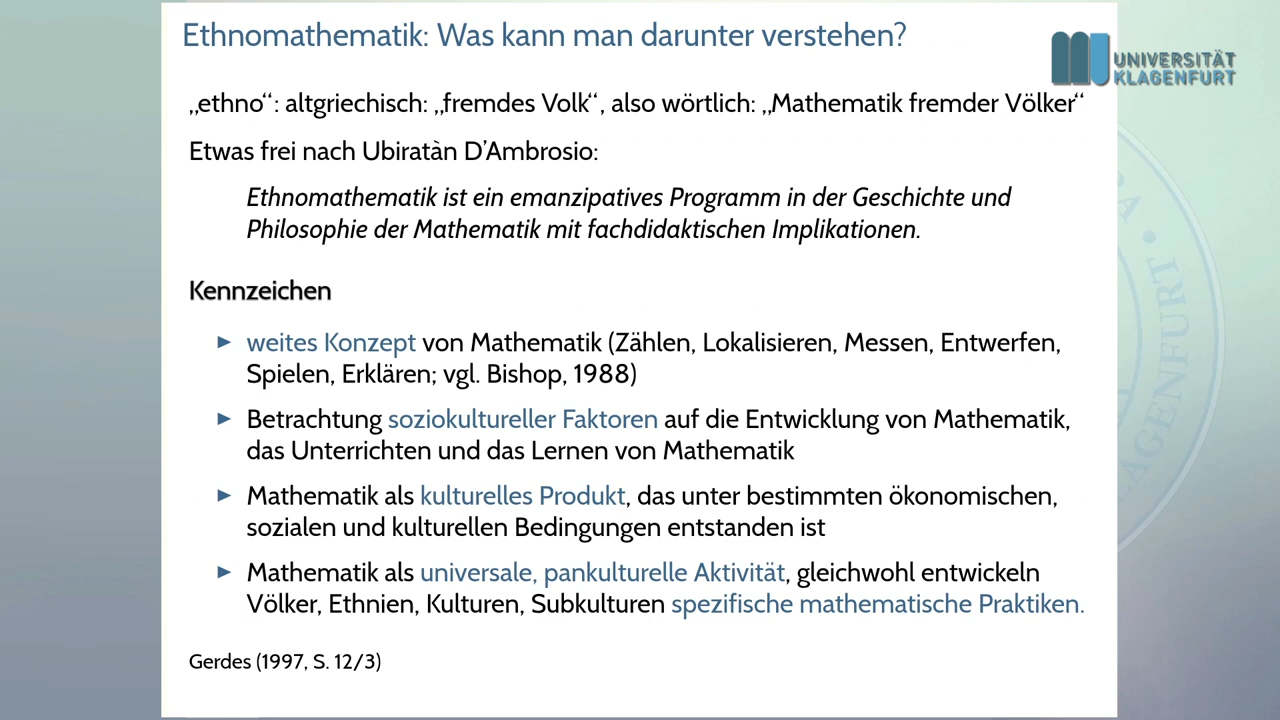 Ethnomathematik: Was kann man darunter verstehen?
UNIVERSITÄT
KLAGENFURT
„ethno“: altgriechisch: „fremdes Volk“, also wörtlich: „Mathematik fremder Völker“
Etwas frei nach Ubiratàn D’Ambrosio:
Ethnomathematik ist ein emanzipatives Programm in der Geschichte und
Philosophie der Mathematik mit fachdidaktischen Implikationen.
Kennzeichen
► weites Konzept von Mathematik (Zählen, Lokalisieren, Messen, Entwerfen,
Spielen, Erklären; vgl. Bishop, 1988)
► Betrachtung soziokultureller Faktoren auf die Entwicklung von Mathematik,
das Unterrichten und das Lernen von Mathematik
► Mathematik als kulturelles Produkt, das unter bestimmten ökonomischen,
sozialen und kulturellen Bedingungen entstanden ist
► Mathematik als universale, pankulturelle Aktivität, gleichwohl entwickeln
Völker, Ethnien, Kulturen, Subkulturen spezifische mathematische Praktiken.
Gerdes (1997, S. 12/3)